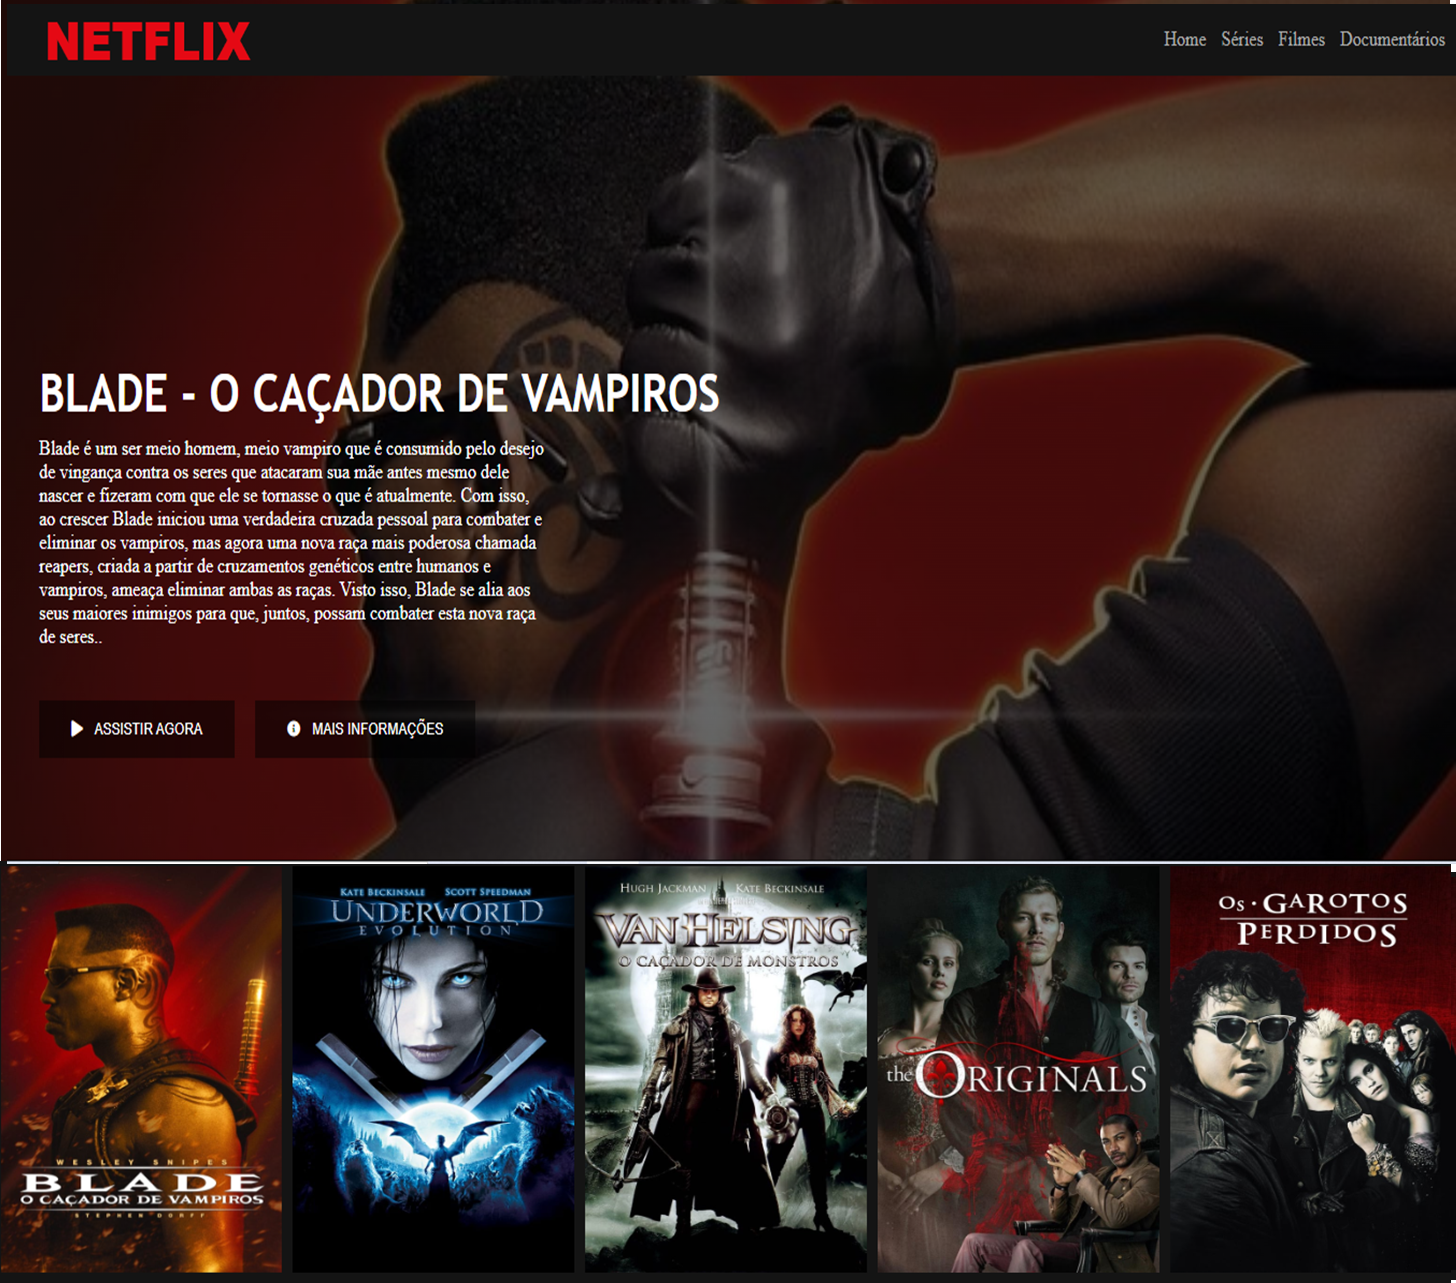 NETFLIX
Home Séries Filmes Documentários
BLADE - O CAÇADOR DE VAMPIROS
Blade é um ser meio homem, meio vampiro que é consumido pelo desejo
de vingança contra os seres que atacaram sua mãe antes mesmo dele
nascer e fizeram com que ele se tornasse o que é atualmente. Com isso,
ao crescer Blade iniciou uma verdadeira cruzada pessoal para combater e
eliminar os vampiros, mas agora uma nova raça mais poderosa chamada
reapers, criada a partir de cruzamentos genéticos entre humanos e
vampiros, ameaça eliminar ambas as raças. Visto isso, Blade se alia aos
seus maiores inimigos para que, juntos, possam combater esta nova raça
de seres..
ASSISTIR AGORA
MAIS INFORMAÇÕES
WESLEY SNIPES
BLADE
O CAÇADOR DE VAMPIROS
STEPHEN DORFF
KATE BECKINSALE SCOTT SPEEDMAN
UNDERWORLD
EVOLUTION
HUGH JACKMAN KATE BECKINSALE
VAN HELSING
O CAÇADOR DE MONSTROS
the ORIGINALS
OS · GAROTOS
PERDIDOS